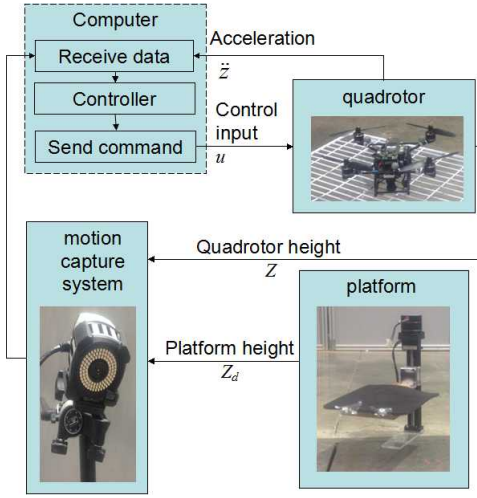 Computer
Receive data
Controller
Send command
Acceleration
z̈
Control
input
u
quadrotor
motion
capture
system
Quadrotor height
Z
Platform height
Z_d
platform